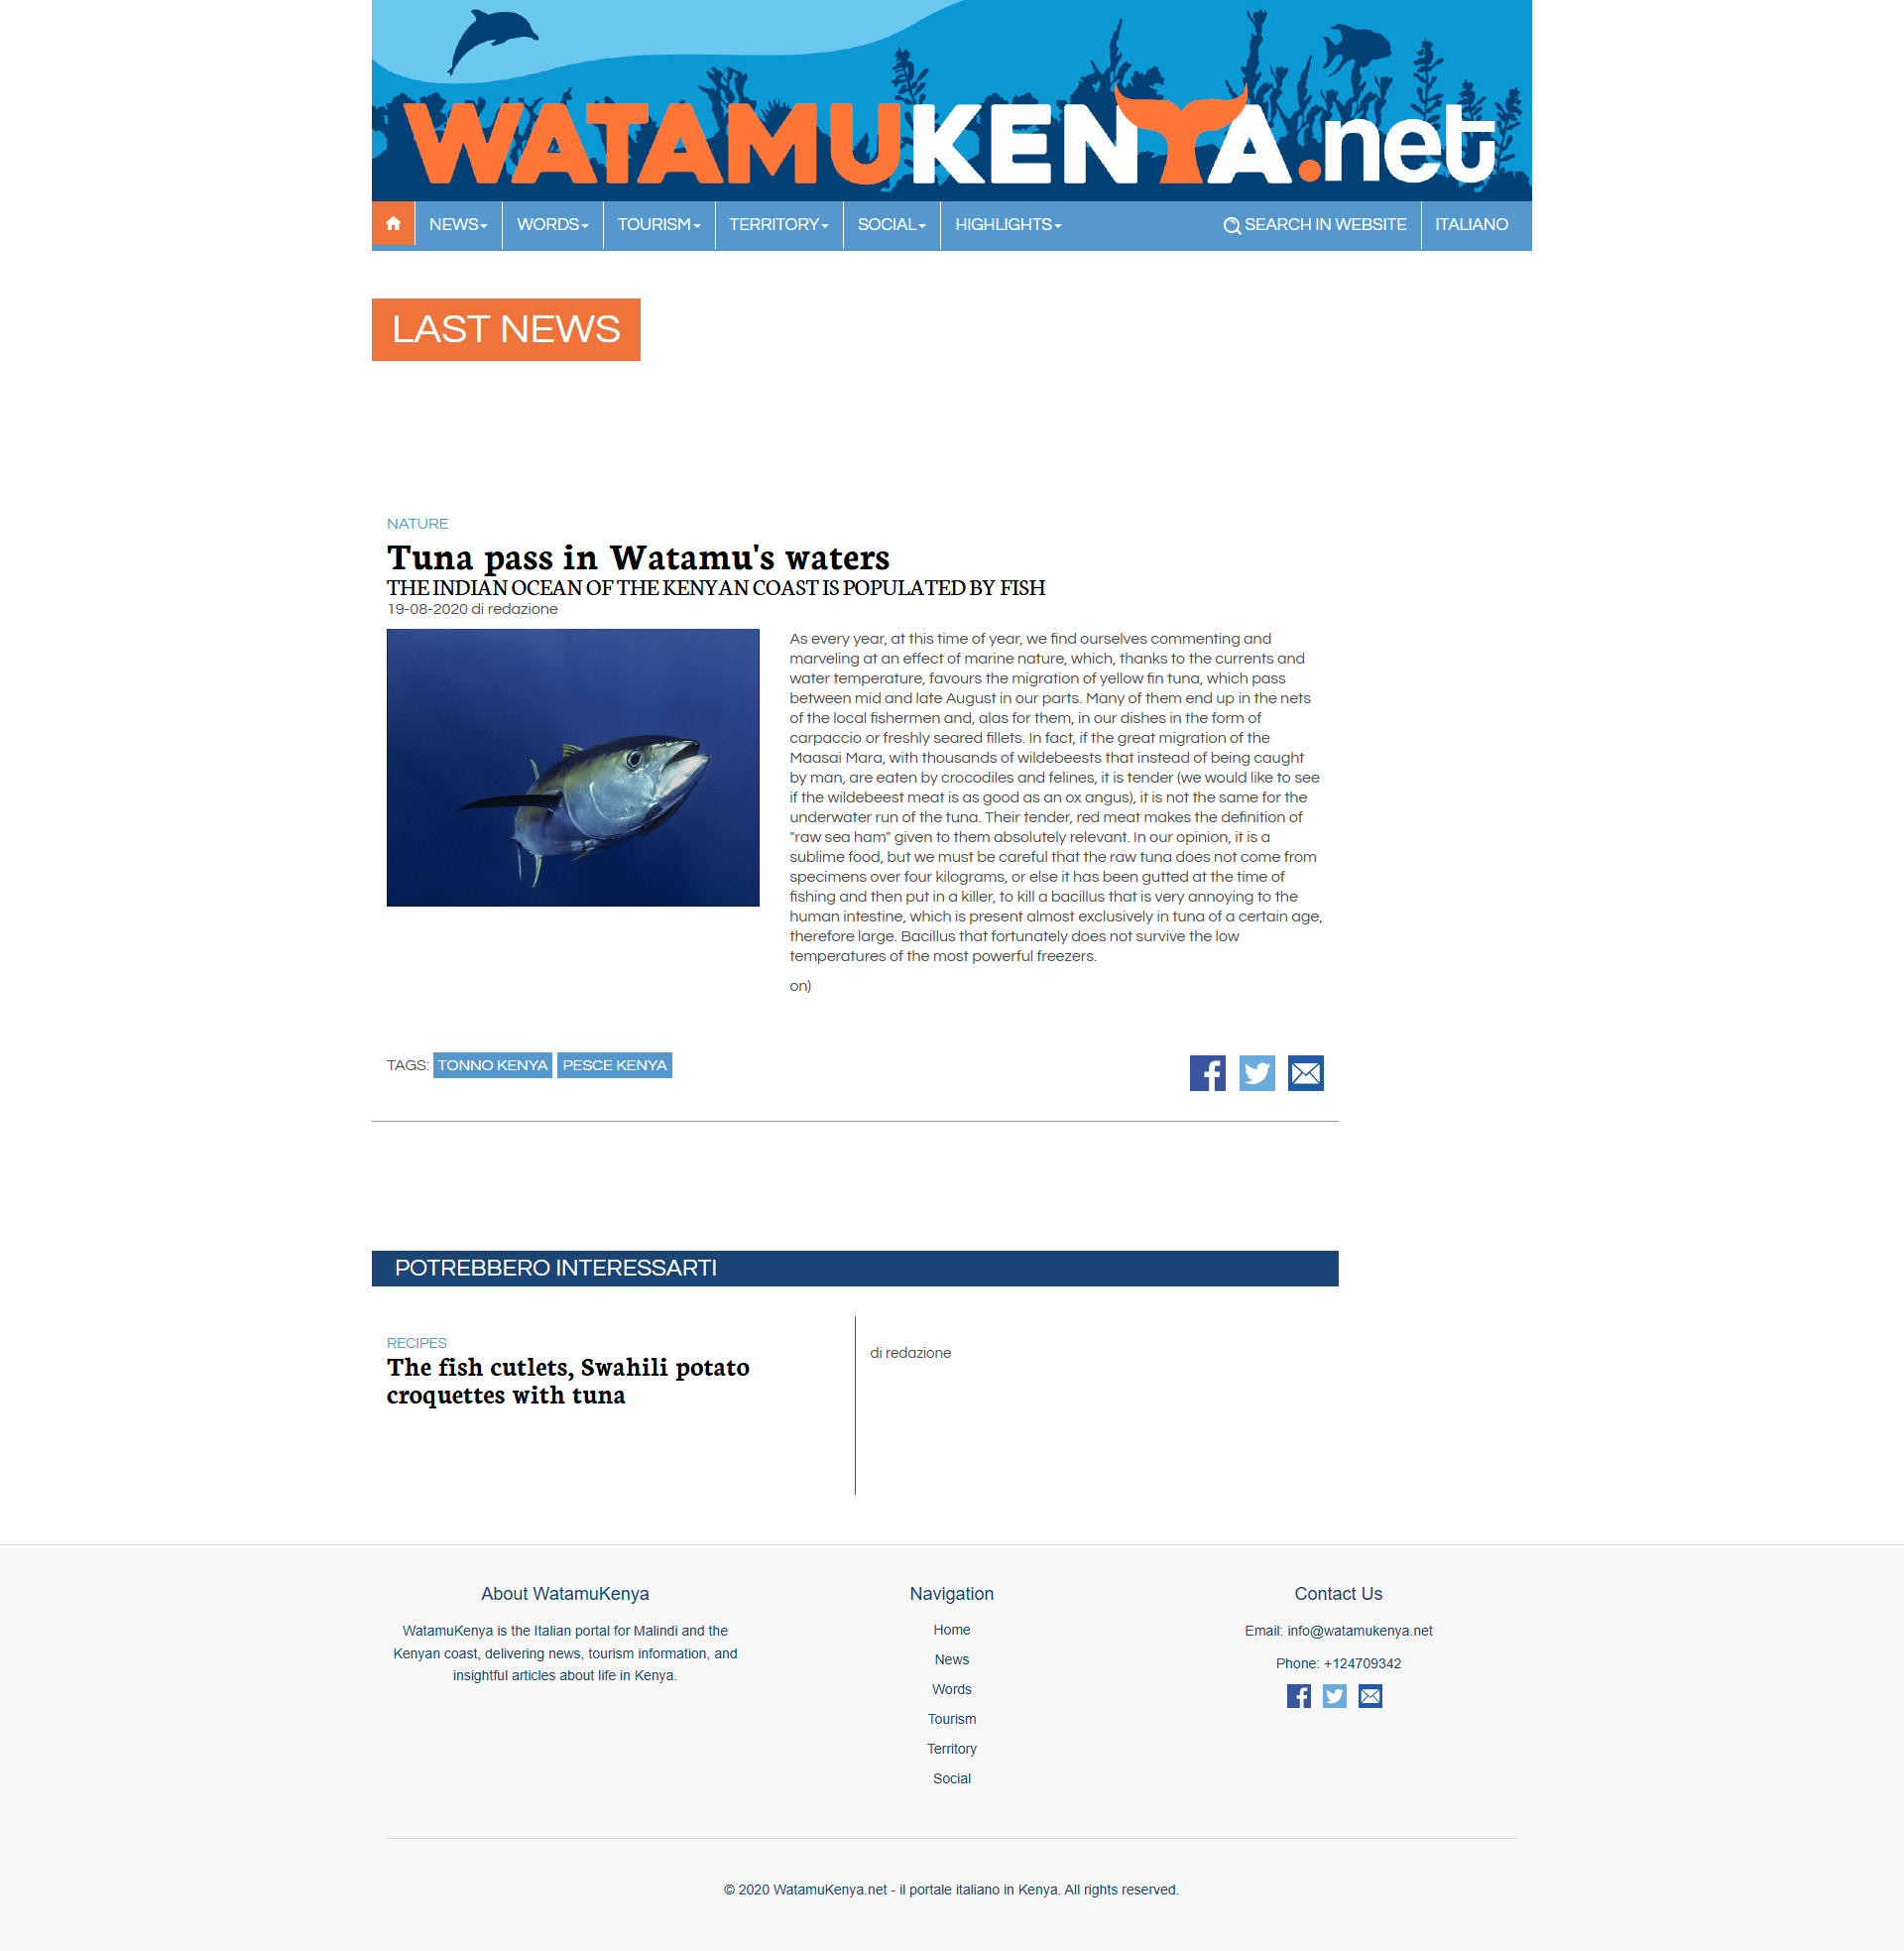 WATAMUKENYA.net
NEWS WORDS TOURISM TERRITORY SOCIAL HIGHLIGHTS SEARCH IN WEBSITE ITALIANO
LAST NEWS
NATURE
Tuna pass in Watamu's waters
THE INDIAN OCEAN OF THE KENYAN COAST IS POPULATED BY FISH
19-08-2020 di redazione
As every year, at this time of year, we find ourselves commenting and
marveling at an effect of marine nature, which, thanks to the currents and
water temperature, favours the migration of yellow fin tuna, which pass
between mid and late August in our parts. Many of them end up in the nets
of the local fishermen and, alas for them, in our dishes in the form of
carpaccio or freshly seared fillets. In fact, if the great migration of the
Maasai Mara, with thousands of wildebeests that instead of being caught
by man, are eaten by crocodiles and felines, it is tender (we would like to see
if the wildebeest meat is as good as an ox angus), it is not the same for the
underwater run of the tuna. Their tender, red meat makes the definition of
"raw sea ham" given to them absolutely relevant. In our opinion, it is a
sublime food, but we must be careful that the raw tuna does not come from
specimens over four kilograms, or else it has been gutted at the time of
fishing and then put in a killer, to kill a bacillus that is very annoying to the
human intestine, which is present almost exclusively in tuna of a certain age,
therefore large. Bacillus that fortunately does not survive the low
temperatures of the most powerful freezers.
on)
TAGS: TONNO KENYA PESCE KENYA
POTREBBERO INTERESSARTI
RECIPES
The fish cutlets, Swahili potato
croquettes with tuna
di redazione
About WatamuKenya
WatamuKenya is the Italian portal for Malindi and the
Kenyan coast, delivering news, tourism information, and
insightful articles about life in Kenya.
Navigation
Home
News
Words
Tourism
Territory
Social
Contact Us
Email: info@watamukenya.net
Phone: +124709342
© 2020 WatamuKenya.net - il portale italiano in Kenya. All rights reserved.